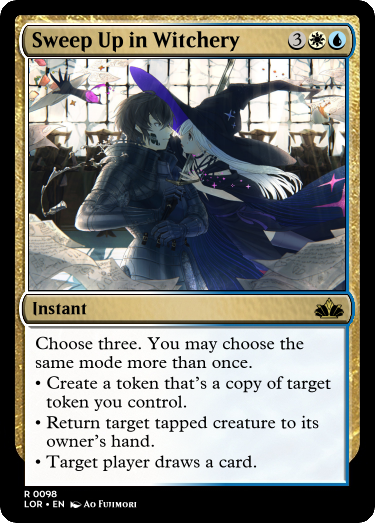 Sweep Up in Witchery 3
Instant
Choose three. You may choose the
same mode more than once.
• Create a token that's a copy of target
token you control.
• Return target tapped creature to its
owner's hand.
• Target player draws a card.
R 0098
LOR • EN Ao Fujimori